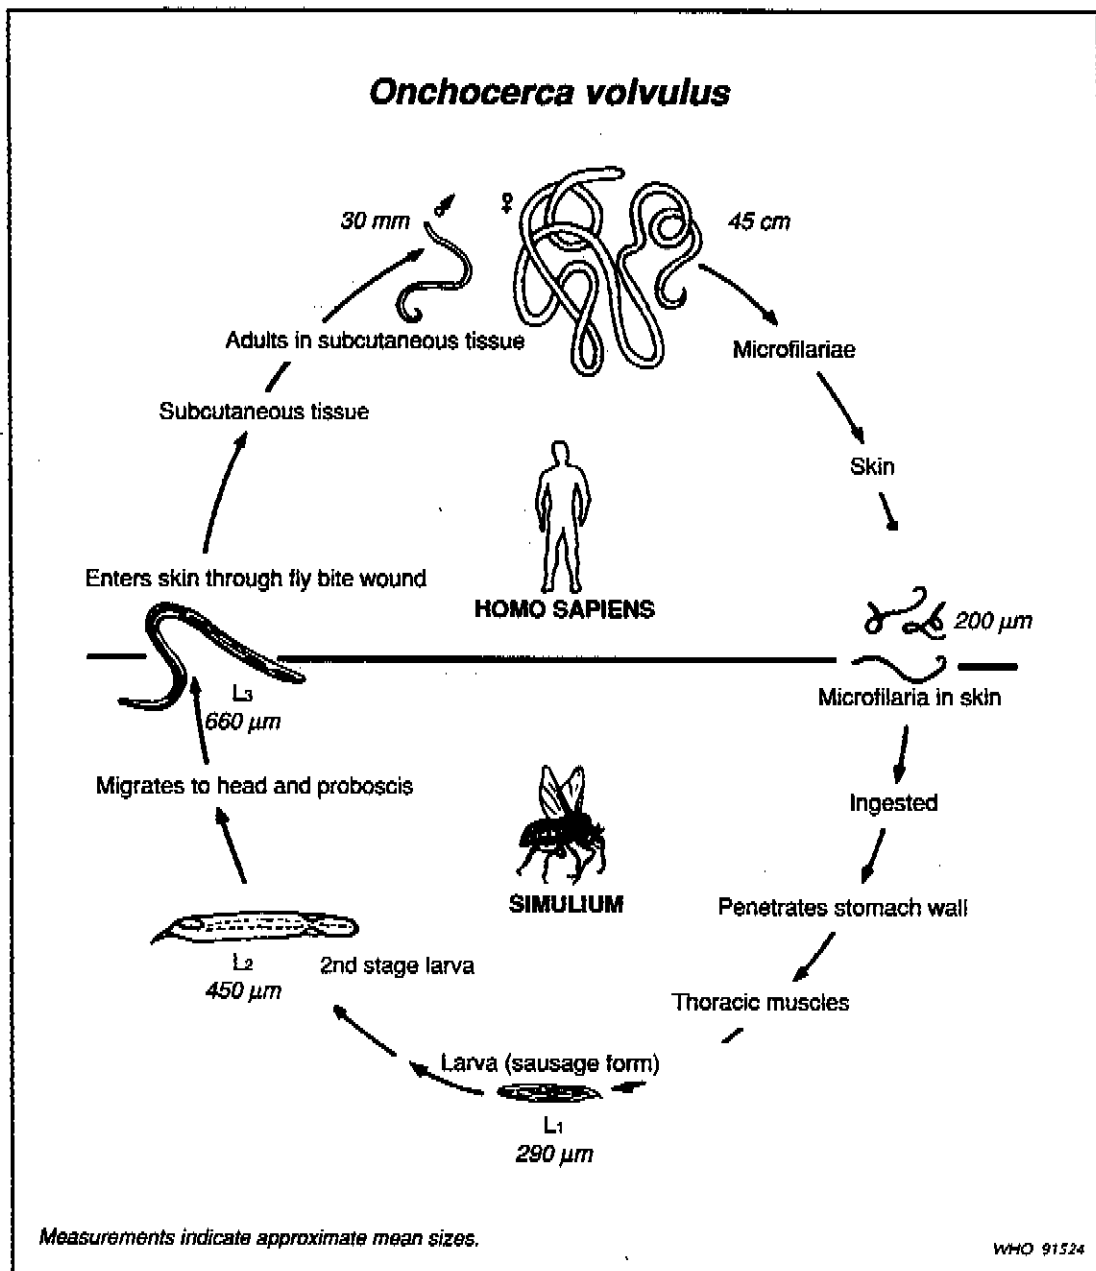 Onchocerca volvulus
30 mm ♂
♀
45 cm
Adults in subcutaneous tissue
Microfilariae
Subcutaneous tissue
Skin
Enters skin through fly bite wound
HOMO SAPIENS
200 µm
L₃
660 µm
Microfilaria in skin
Migrates to head and proboscis
Ingested
SIMULIUM
Penetrates stomach wall
L₂
450 µm
2nd stage larva
Thoracic muscles
Larva (sausage form)
L₁
290 µm
Measurements indicate approximate mean sizes.
WHO 91524